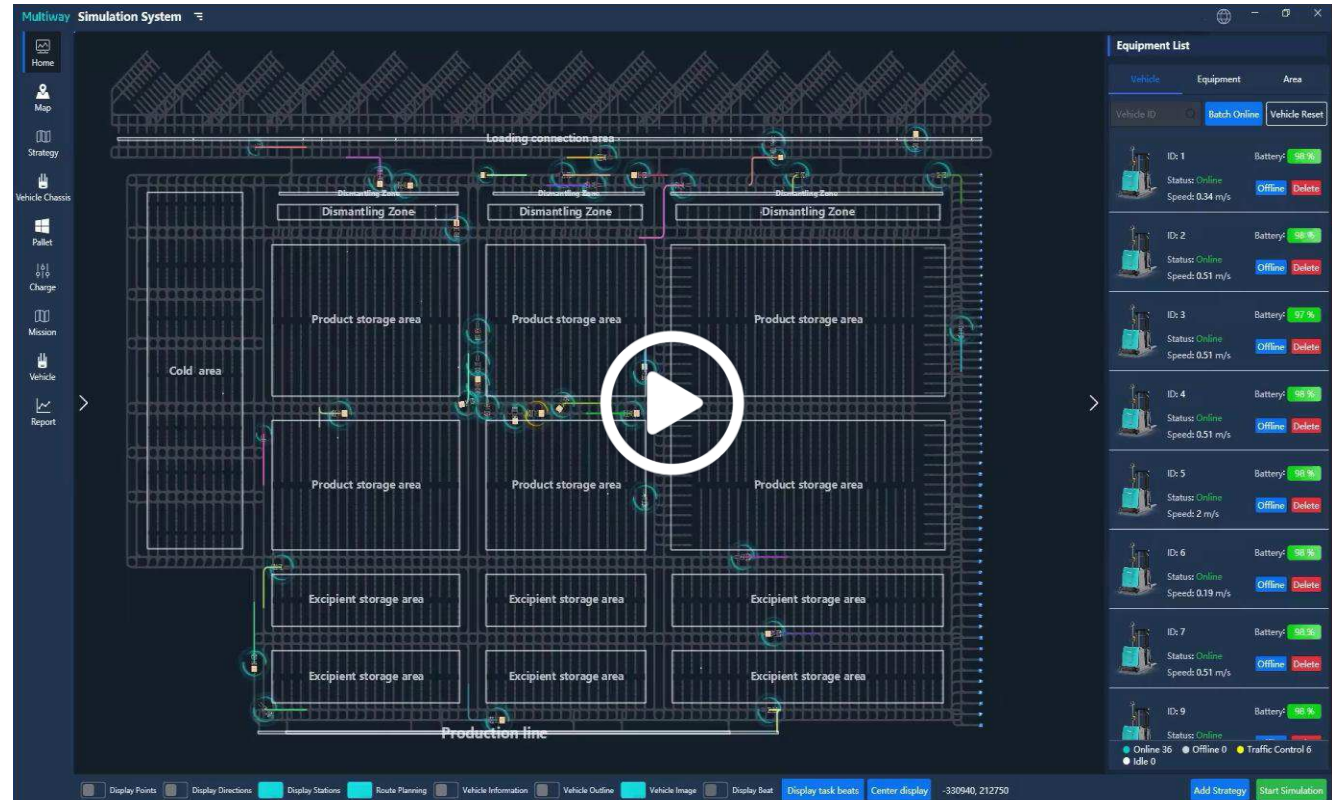 Multiway Simulation System
Home
Map
Strategy
Vehicle Chassis
Pallet
Charge
Mission
Vehicle
Report
Loading connection area
Dismantling Zone
Dismantling Zone
Dismantling Zone
Dismantling Zone
Dismantling Zone
Dismantling Zone
Product storage area
Product storage area
Product storage area
Cold area
Product storage area
Product storage area
Product storage area
Excipient storage area
Excipient storage area
Excipient storage area
Excipient storage area
Excipient storage area
Excipient storage area
Production line
Equipment List
Vehicle Equipment Area
Vehicle ID Batch Online Vehicle Reset
ID: 1 Battery: 98 %
Status: Online Offline Delete
Speed: 0.34 m/s
ID: 2 Battery: 98 %
Status: Online Offline Delete
Speed: 0.51 m/s
ID: 3 Battery: 97 %
Status: Online Offline Delete
Speed: 0.51 m/s
ID: 4 Battery: 98 %
Status: Online Offline Delete
Speed: 0.51 m/s
ID: 5 Battery: 98 %
Status: Online Offline Delete
Speed: 2 m/s
ID: 6 Battery: 98 %
Status: Online Offline Delete
Speed: 0.19 m/s
ID: 7 Battery: 98 %
Status: Online Offline Delete
Speed: 0.51 m/s
ID: 9 Battery: 98 %
Status: Online
Online 36 Offline 0 Traffic Control 6
Idle 0
Display Points Display Directions Display Stations Route Planning Vehicle Information Vehicle Outline Vehicle Image Display Beat Display task beats Center display -330940, 212750 Add Strategy Start Simulation